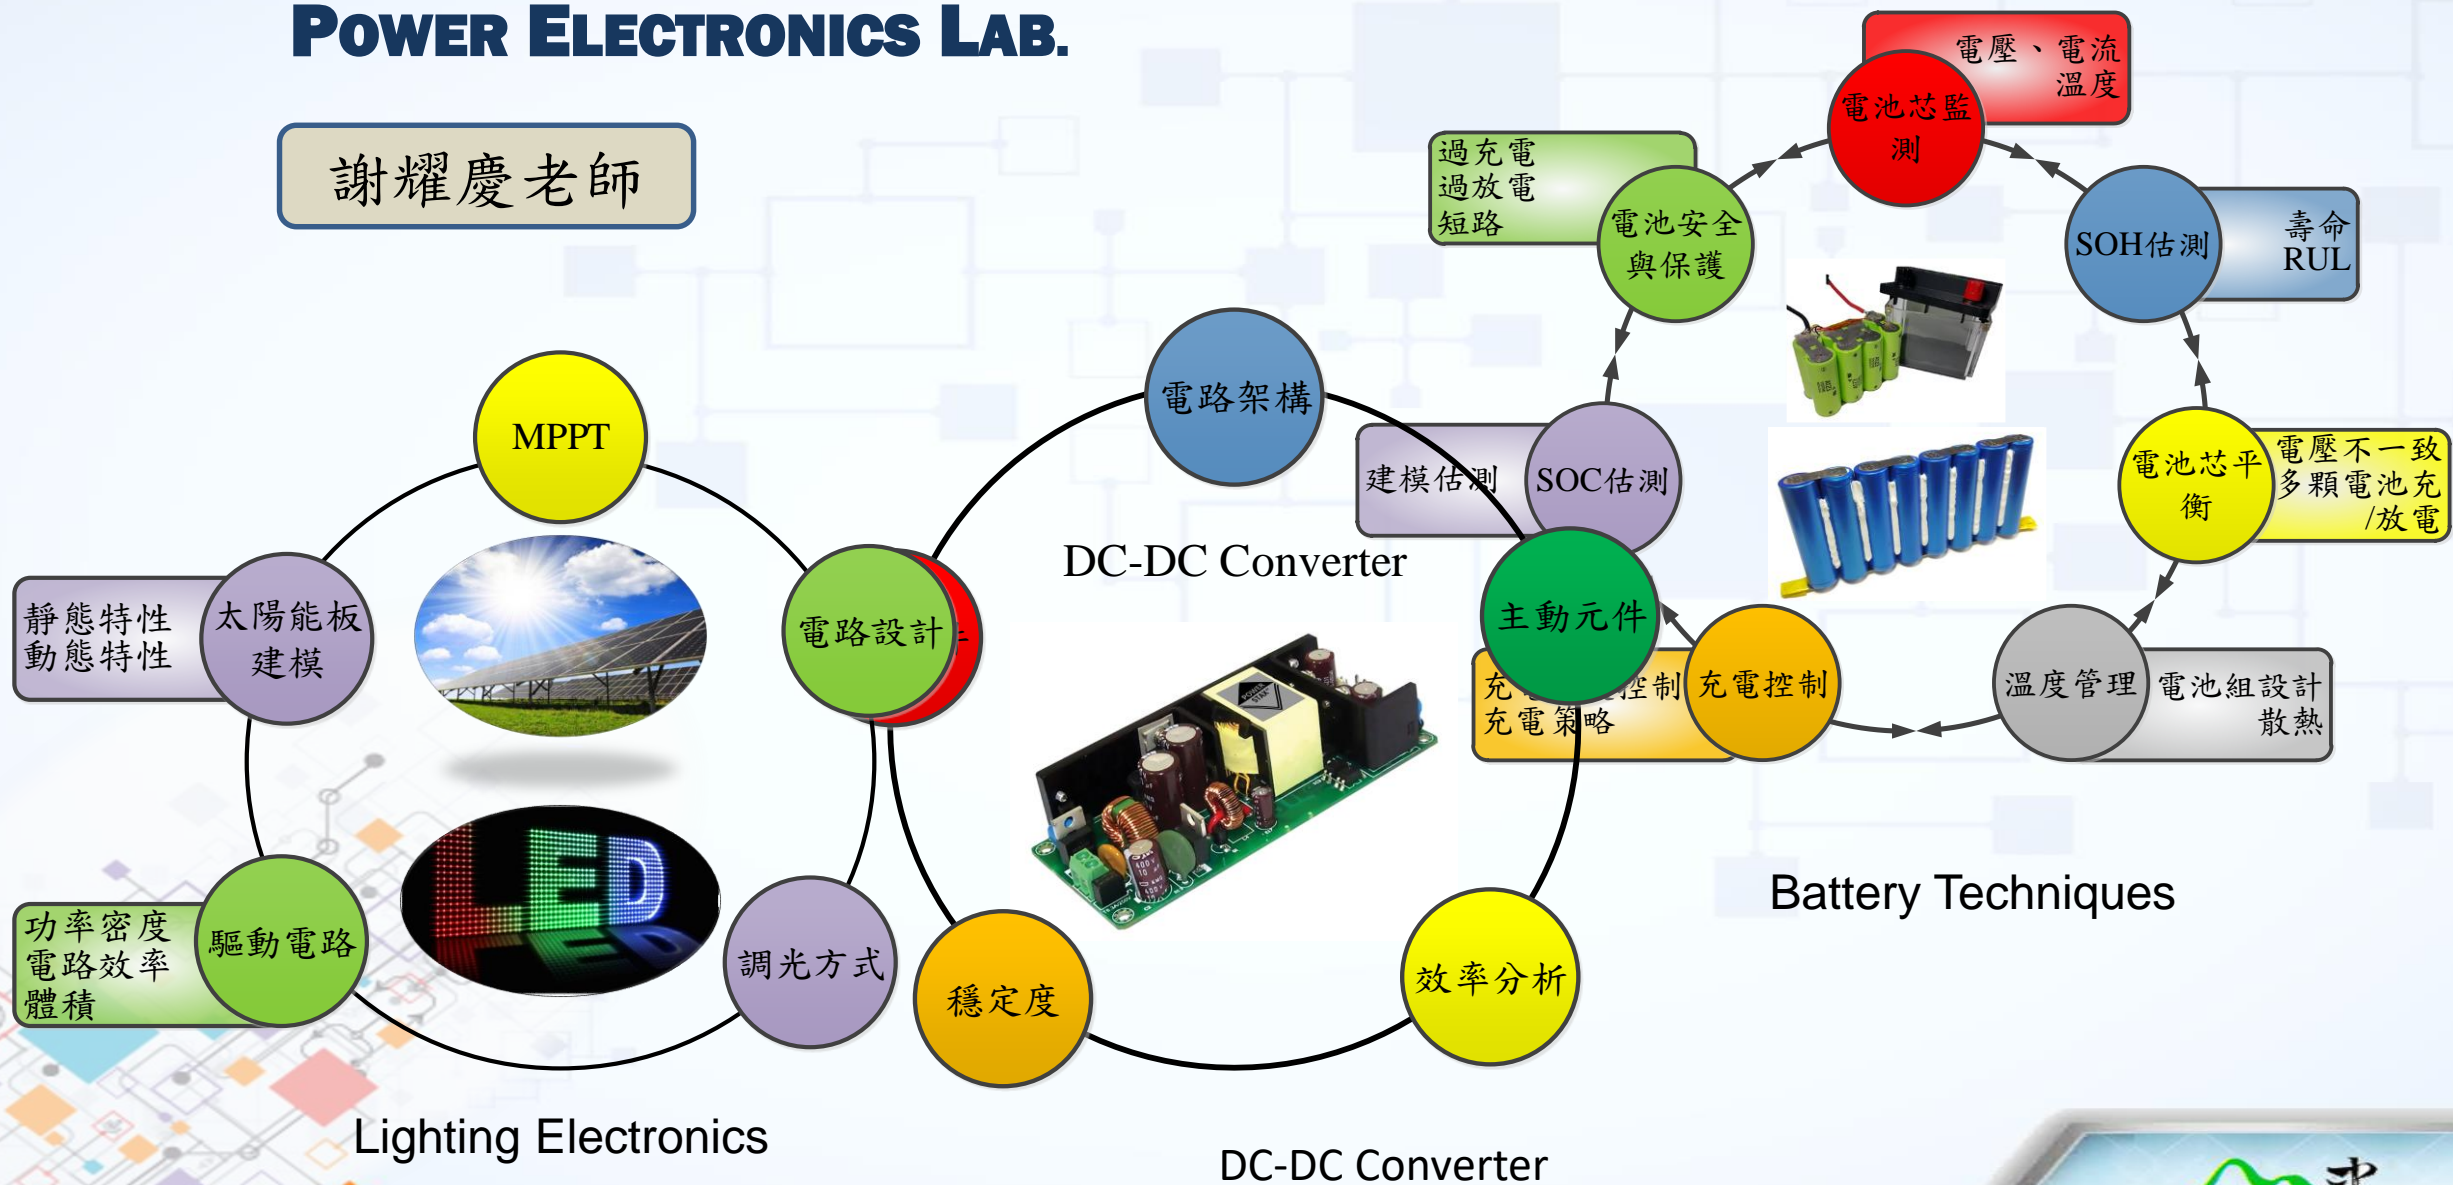 POWER ELECTRONICS LAB.
謝耀慶老師
電壓、電流
溫度
電池芯監
測
過充電
過放電
短路
電池安全
與保護
SOH估測
壽命
RUL
電路架構
MPPT
建模估測
SOC估測
電池芯平
衡
電壓不一致
多顆電池充
/放電
DC-DC Converter
靜態特性
動態特性
太陽能板
建模
電路設計
主動元件
充電
控制
充電策略
充電控制
溫度管理
電池組設計
散熱
LED
功率密度
電路效率
體積
驅動電路
調光方式
穩定度
效率分析
Battery Techniques
Lighting Electronics
DC-DC Converter